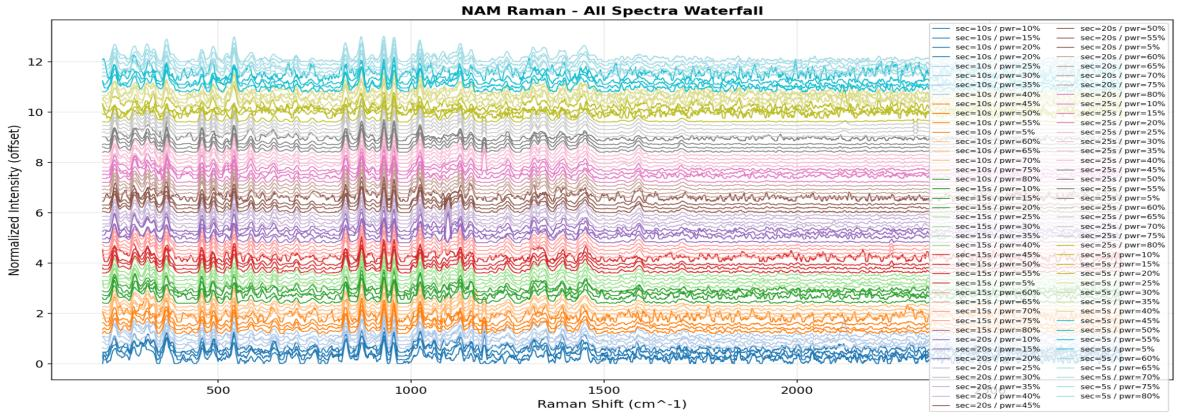 NAM Raman - All Spectra Waterfall
Normalized Intensity (offset)
12
10
8
6
4
2
0
500
1000
1500
2000
Raman Shift (cm^-1)
sec=10s / pwr=10%
sec=10s / pwr=15%
sec=10s / pwr=20%
sec=10s / pwr=20%
sec=10s / pwr=25%
sec=10s / pwr=30%
sec=10s / pwr=35%
sec=10s / pwr=40%
sec=10s / pwr=45%
sec=10s / pwr=50%
sec=10s / pwr=55%
sec=10s / pwr=5%
sec=10s / pwr=60%
sec=10s / pwr=65%
sec=10s / pwr=70%
sec=10s / pwr=75%
sec=10s / pwr=80%
sec=15s / pwr=10%
sec=15s / pwr=15%
sec=15s / pwr=20%
sec=15s / pwr=25%
sec=15s / pwr=30%
sec=15s / pwr=35%
sec=15s / pwr=40%
sec=15s / pwr=45%
sec=15s / pwr=50%
sec=15s / pwr=55%
sec=15s / pwr=5%
sec=15s / pwr=60%
sec=15s / pwr=65%
sec=15s / pwr=70%
sec=15s / pwr=75%
sec=15s / pwr=80%
sec=20s / pwr=10%
sec=20s / pwr=15%
sec=20s / pwr=20%
sec=20s / pwr=25%
sec=20s / pwr=30%
sec=20s / pwr=35%
sec=20s / pwr=40%
sec=20s / pwr=45%
sec=20s / pwr=50%
sec=20s / pwr=55%
sec=20s / pwr=5%
sec=20s / pwr=60%
sec=20s / pwr=65%
sec=20s / pwr=70%
sec=20s / pwr=75%
sec=20s / pwr=80%
sec=25s / pwr=10%
sec=25s / pwr=15%
sec=25s / pwr=20%
sec=25s / pwr=25%
sec=25s / pwr=30%
sec=25s / pwr=35%
sec=25s / pwr=40%
sec=25s / pwr=45%
sec=25s / pwr=50%
sec=25s / pwr=55%
sec=25s / pwr=5%
sec=25s / pwr=60%
sec=25s / pwr=65%
sec=25s / pwr=70%
sec=25s / pwr=75%
sec=25s / pwr=80%
sec=5s / pwr=10%
sec=5s / pwr=15%
sec=5s / pwr=20%
sec=5s / pwr=25%
sec=5s / pwr=30%
sec=5s / pwr=35%
sec=5s / pwr=40%
sec=5s / pwr=45%
sec=5s / pwr=50%
sec=5s / pwr=55%
sec=5s / pwr=5%
sec=5s / pwr=60%
sec=5s / pwr=65%
sec=5s / pwr=70%
sec=5s / pwr=75%
sec=5s / pwr=80%